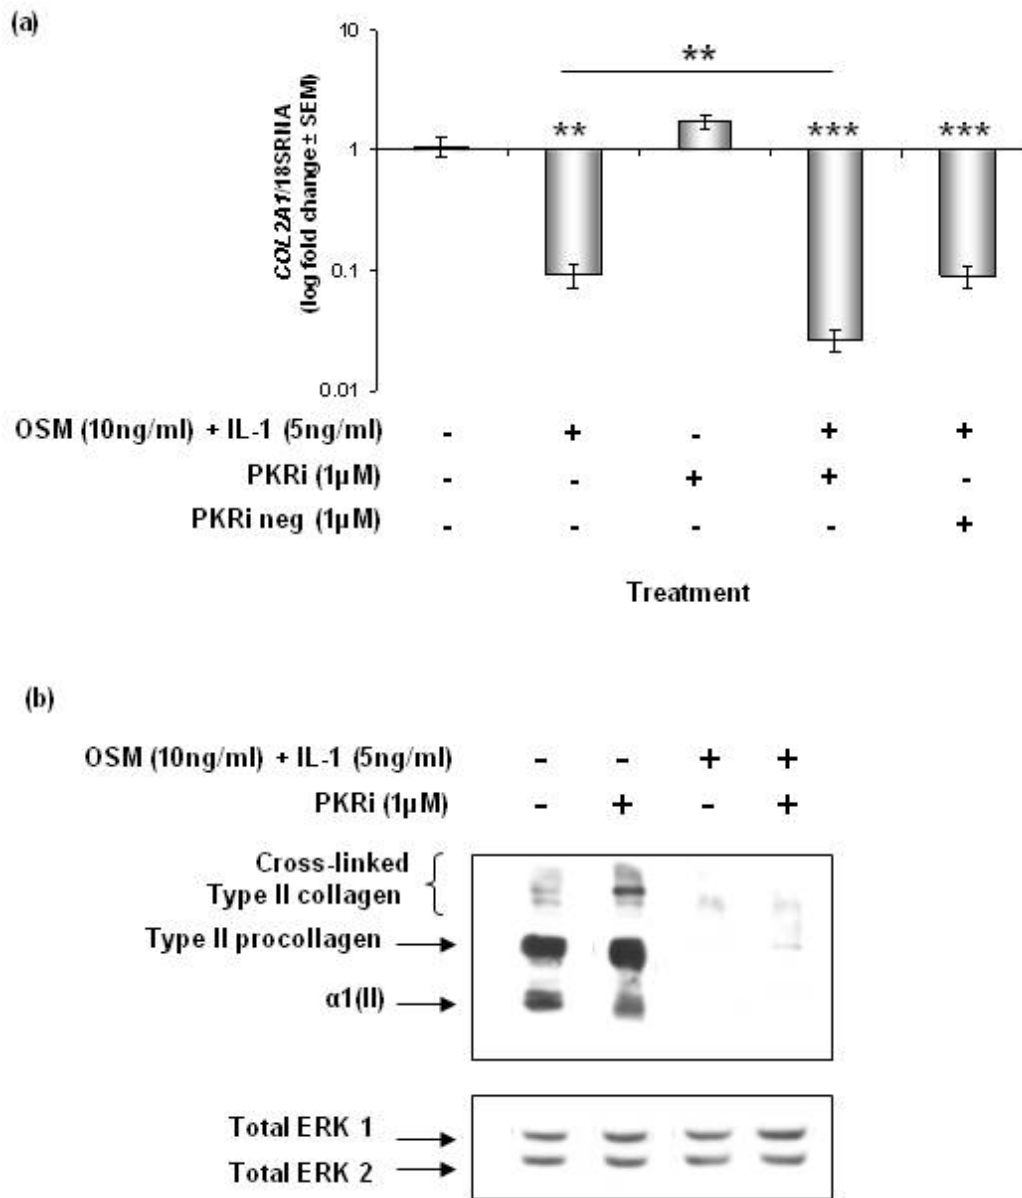 (a)
10
1
0.1
0.01
COL2A1/18SRNA
(log fold change ± SEM)
**
** *** ***
OSM (10ng/ml) + IL-1 (5ng/ml) - + - + +
PKRi (1µM) - - + + -
PKRi neg (1µM) - - - - +
Treatment
(b)
OSM (10ng/ml) + IL-1 (5ng/ml) - - + +
PKRi (1µM) - + - +
Cross-linked
Type II collagen
Type II procollagen
α1(II)
Total ERK 1
Total ERK 2